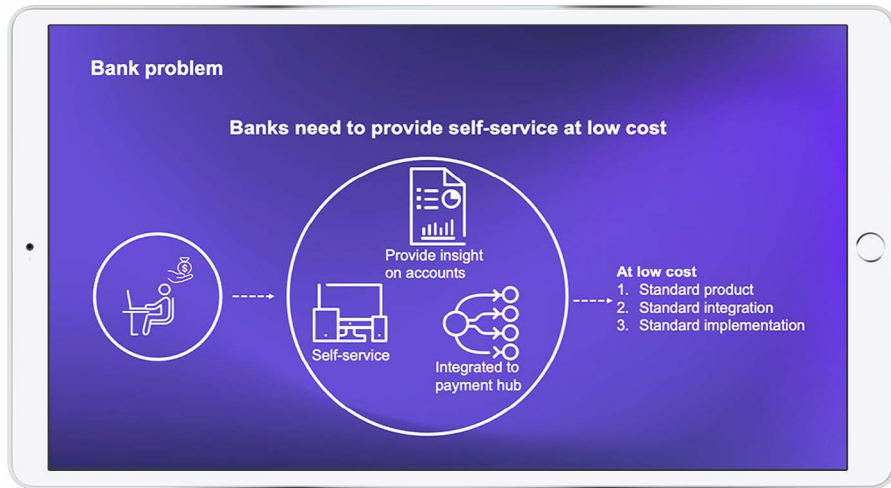 Bank problem
Banks need to provide self-service at low cost
Provide insight
on accounts
Self-service
Integrated to
payment hub
At low cost
1. Standard product
2. Standard integration
3. Standard implementation